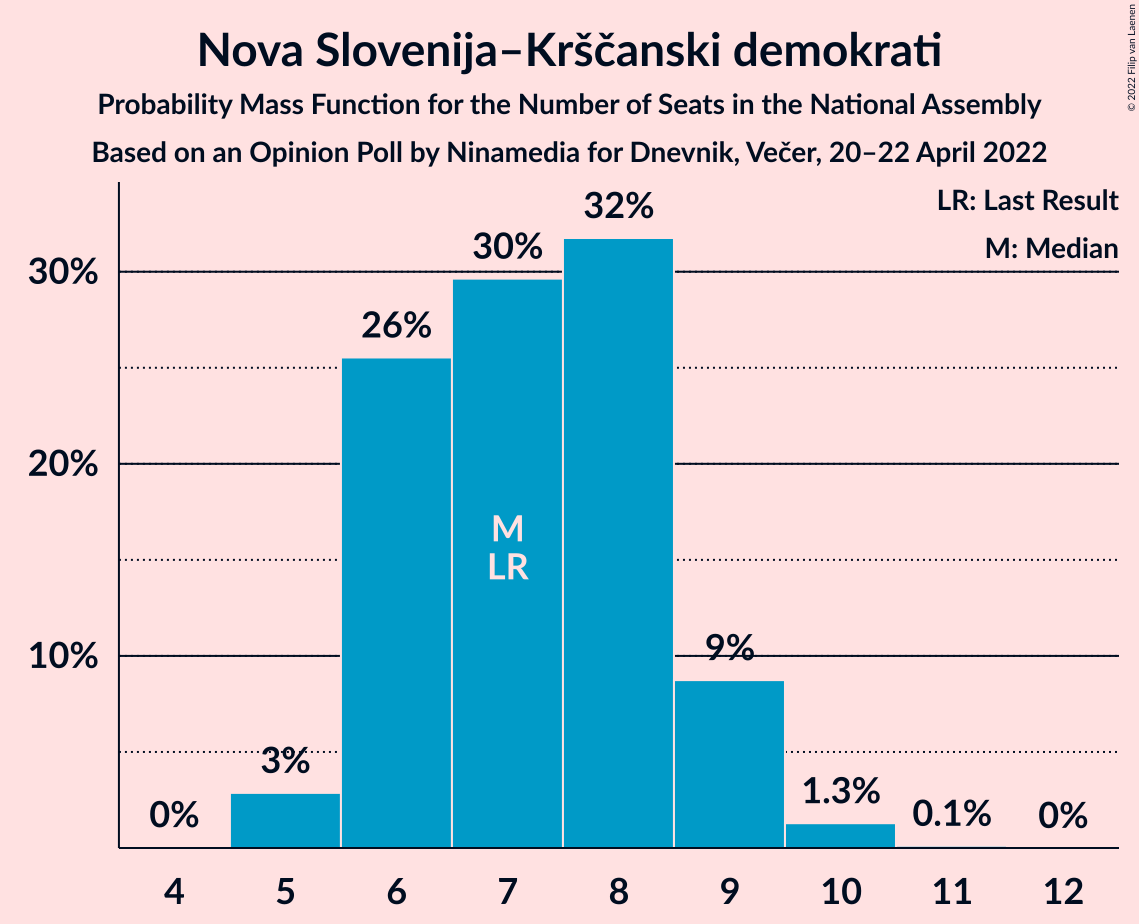 Nova Slovenija–Krščanski demokrati
Probability Mass Function for the Number of Seats in the National Assembly
Based on an Opinion Poll by Ninamedia for Dnevnik, Večer, 20–22 April 2022
© 2022 Filip van Laenen
LR: Last Result
M: Median
30%
20%
10%
0%
3%
26%
30%
32%
9%
1.3%
0.1%
0%
M
LR
4 5 6 7 8 9 10 11 12